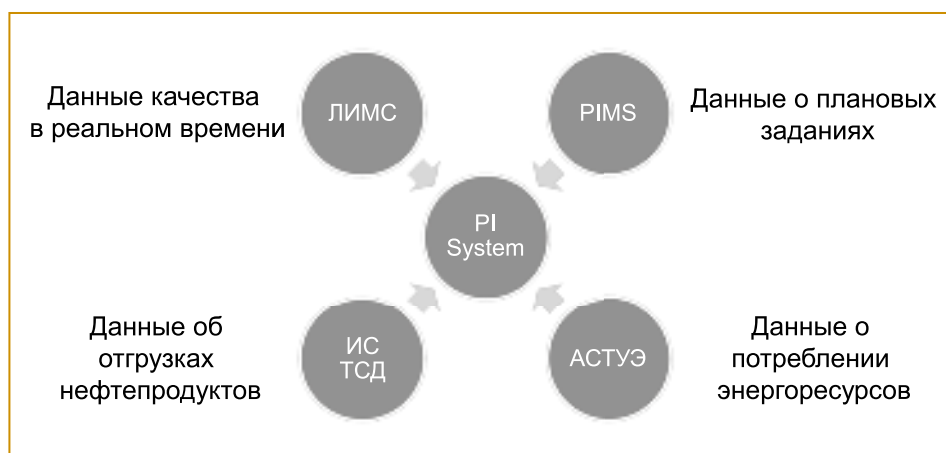 Данные качества
в реальном времени
ЛИМС
PIMS
Данные о плановых
заданиях
PI
System
Данные об
отгрузках
нефтепродуктов
ИС
ТСД
АСТУЭ
Данные о
потреблении
энергоресурсов